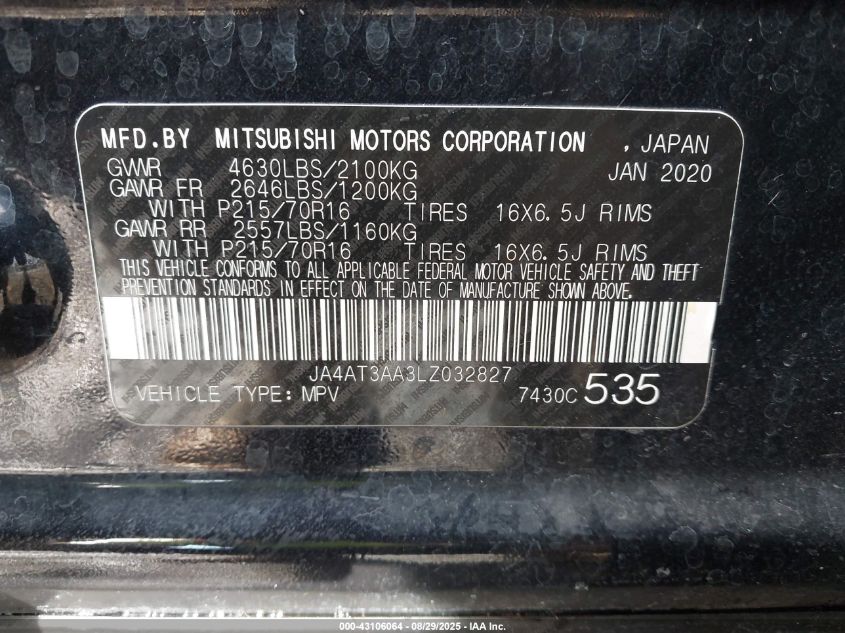 MFD.BY MITSUBISHI MOTORS CORPORATION , JAPAN
GVWR 4630LBS/2100KG JAN 2020
GAWR FR 2646LBS/1200KG
WITH P215/70R16 TIRES 16X6.5J RIMS
GAWR RR 2557LBS/1160KG
WITH P215/70R16 TIRES 16X6.5J RIMS
THIS VEHICLE CONFORMS TO ALL APPLICABLE FEDERAL MOTOR VEHICLE SAFETY AND THEFT
PREVENTION STANDARDS IN EFFECT ON THE DATE OF MANUFACTURE SHOWN ABOVE.
JA4AT3AA3LZ032827
VEHICLE TYPE: MPV 7430C 535
000-43106064 - 08/29/2025 - IAA Inc.